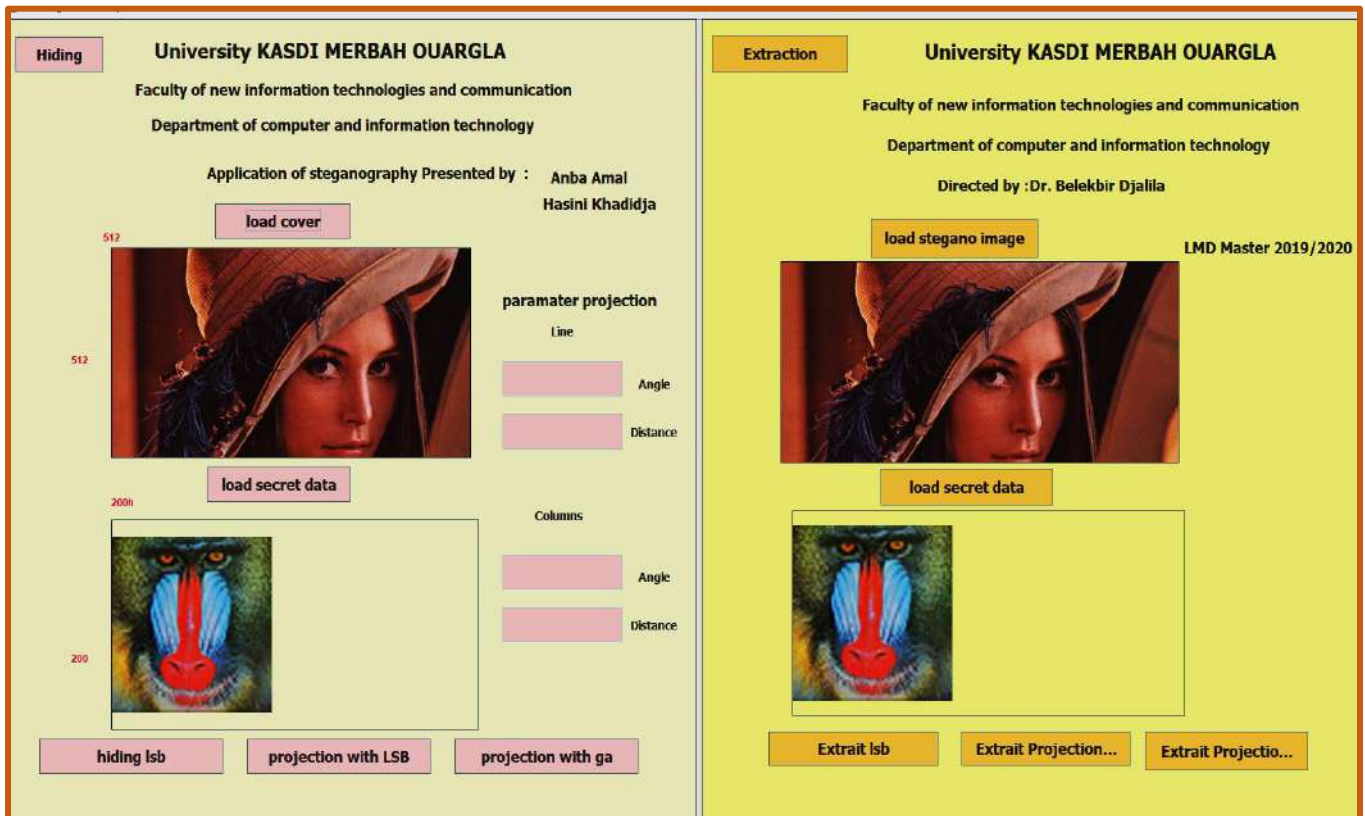 Hiding
University KASDI MERBAH OUARGLA
Faculty of new information technologies and communication
Department of computer and information technology
Application of steganography Presented by :
Anba Amal
Hasini Khadidja
load cover
512
512
paramater projection
Line
Angle
Distance
load secret data
200h
200
Columns
Angle
Distance
hiding lsb
projection with LSB
projection with ga
Extraction
University KASDI MERBAH OUARGLA
Faculty of new information technologies and communication
Department of computer and information technology
Directed by :Dr. Belekbir Djalila
load stegano image
LMD Master 2019/2020
load secret data
Extrait lsb
Extrait Projection...
Extrait Projectio...